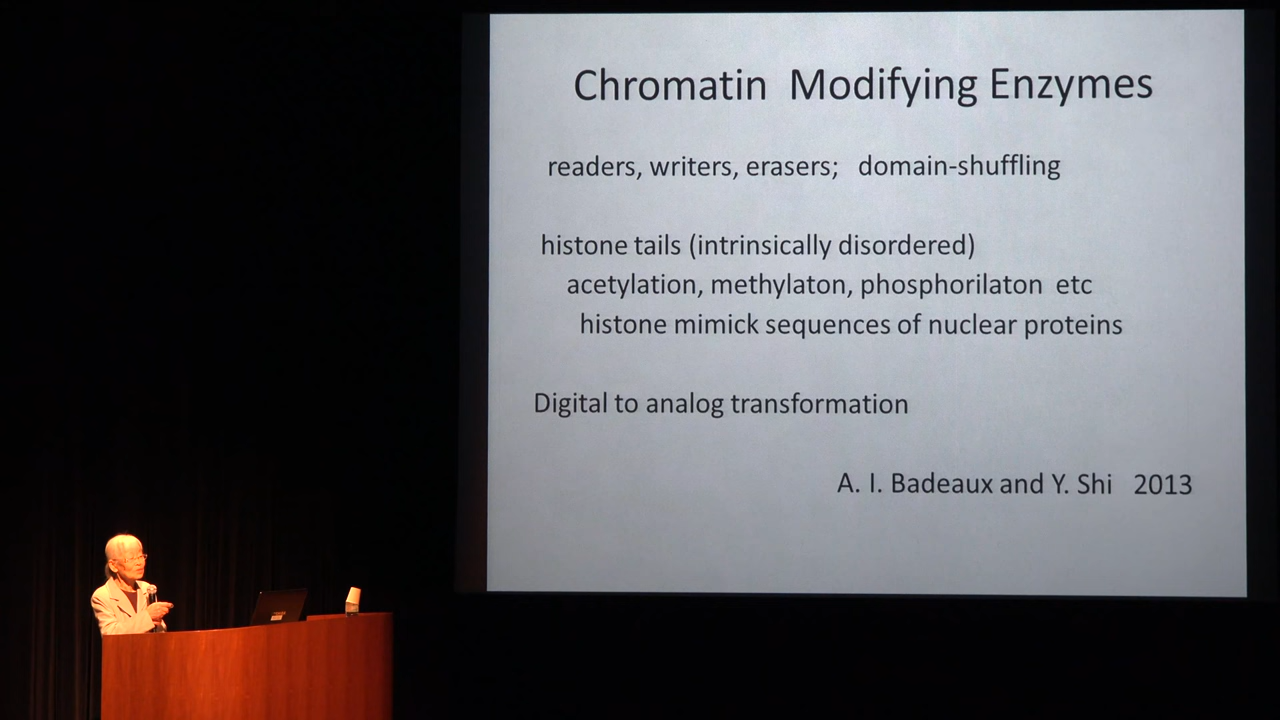 Chromatin Modifying Enzymes
readers, writers, erasers; domain-shuffling
histone tails (intrinsically disordered)
acetylation, methylaton, phosphorilaton etc
histone mimick sequences of nuclear proteins
Digital to analog transformation
A. I. Badeaux and Y. Shi 2013